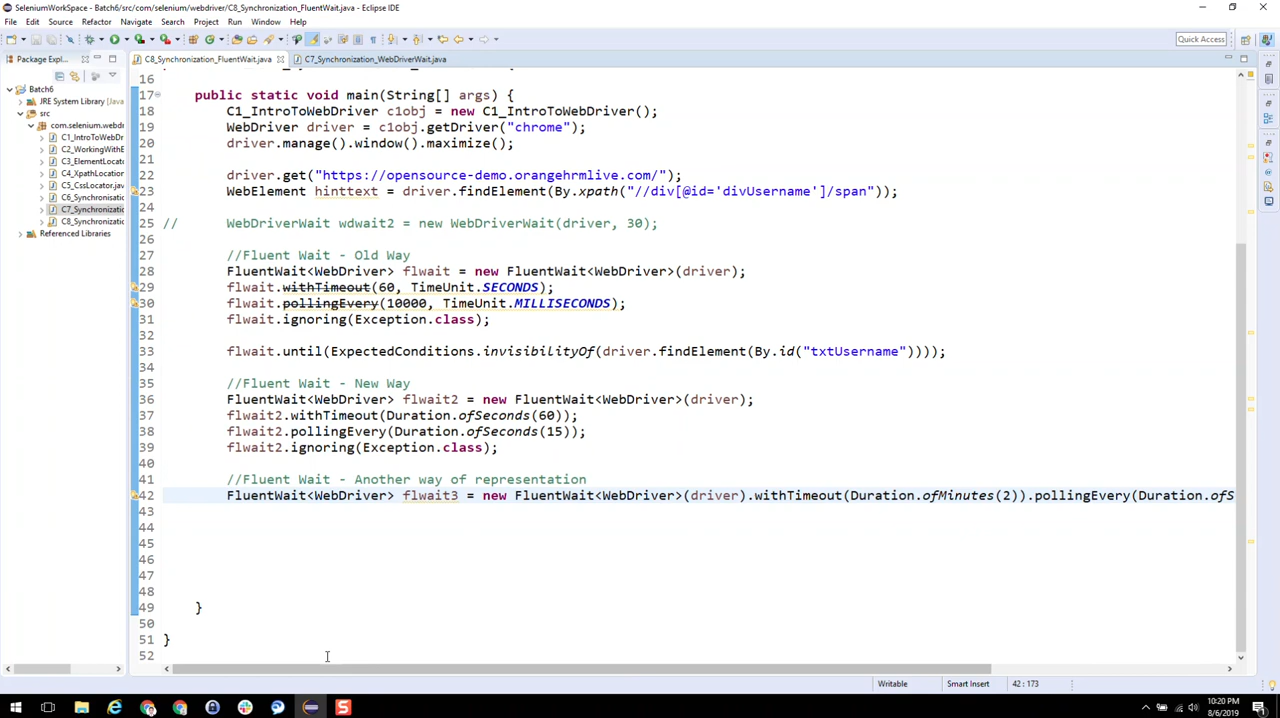 SeleniumWorkSpace - Batch6/src/com/selenium/webdriver/C8_Synchronization_FluentWait.java - Eclipse IDE
File Edit Source Refactor Navigate Search Project Run Window Help
Quick Access
Package Expl...
C8_Synchronization_FluentWait.java
C7_Synchronization_WebDriverWait.java
Batch6
JRE System Library [Java
src
com.selenium.webdr
C1_IntroToWebDr
C2_WorkingWithE
C3_ElementLocato
C4_XpathLocation
C5_CssLocator.jav
C6_Synchronisatio
C7_Synchronizatio
C8_Synchronizatio
Referenced Libraries
16
17 public static void main(String[] args) {
18 C1_IntroToWebDriver c1obj = new C1_IntroToWebDriver();
19 WebDriver driver = c1obj.getDriver("chrome");
20 driver.manage().window().maximize();
21
22 driver.get("https://opensource-demo.orangehrmlive.com/");
23 WebElement hinttext = driver.findElement(By.xpath("//div[@id='divUsername']/span"));
24
25 // WebDriverWait wdwait2 = new WebDriverWait(driver, 30);
26
27 //Fluent Wait - Old Way
28 FluentWait<WebDriver> flwait = new FluentWait<WebDriver>(driver);
29 flwait.withTimeout(60, TimeUnit.SECONDS);
30 flwait.pollingEvery(10000, TimeUnit.MILLISECONDS);
31 flwait.ignoring(Exception.class);
32
33 flwait.until(ExpectedConditions.invisibilityOf(driver.findElement(By.id("txtUsername"))));
34
35 //Fluent Wait - New Way
36 FluentWait<WebDriver> flwait2 = new FluentWait<WebDriver>(driver);
37 flwait2.withTimeout(Duration.ofSeconds(60));
38 flwait2.pollingEvery(Duration.ofSeconds(15));
39 flwait2.ignoring(Exception.class);
40
41 //Fluent Wait - Another way of representation
42 FluentWait<WebDriver> flwait3 = new FluentWait<WebDriver>(driver).withTimeout(Duration.ofMinutes(2)).pollingEvery(Duration.ofS
43
44
45
46
47
48
49 }
50
51 }
52
Writable Smart Insert 42 : 173
10:20 PM
8/6/2019